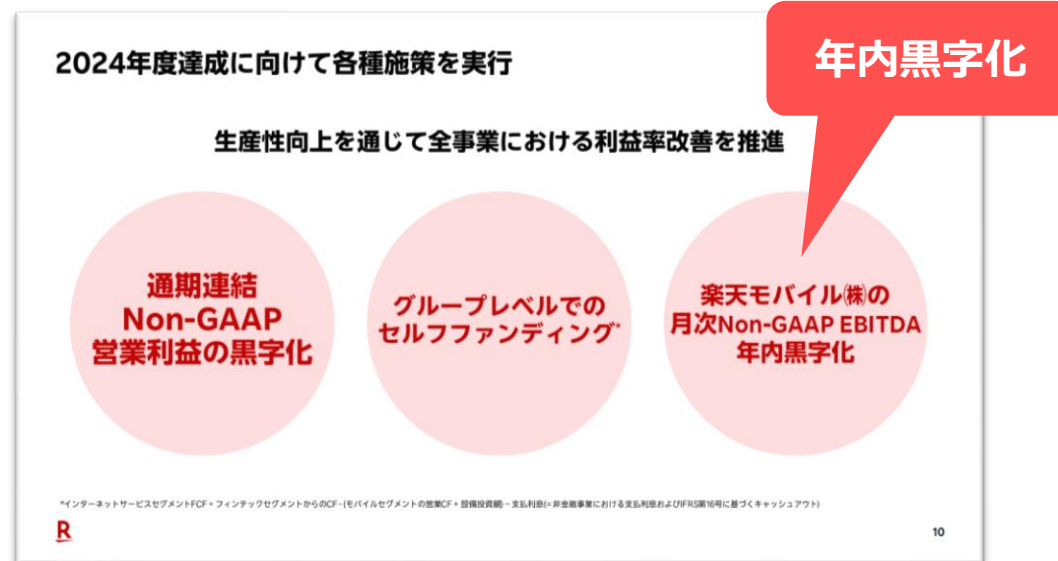 2024年度達成に向けて各種施策を実行
年内黒字化
生産性向上を通じて全事業における利益率改善を推進
通期連結
Non-GAAP
営業利益の黒字化
グループレベルでの
セルフファンディング*
楽天モバイル㈱の
月次Non-GAAP EBITDA
年内黒字化
*インターネットサービスセグメントFCF + フィンテックセグメントからのCF - (モバイルセグメントの営業CF + 設備投資額) - 支払利息(= 非金融事業における支払利息およびIFRS第16号に基づくキャッシュアウト)
R
10